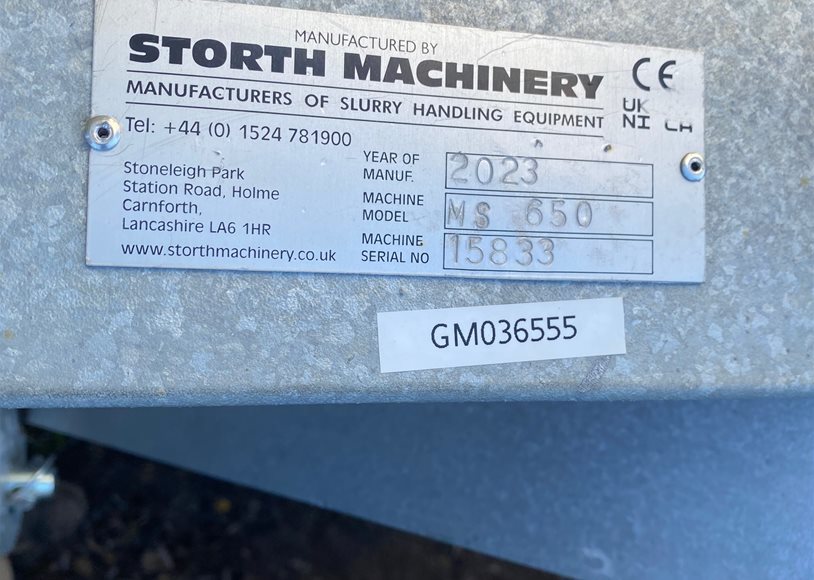 MANUFACTURED BY
STORTH MACHINERY
MANUFACTURERS OF SLURRY HANDLING EQUIPMENT
CE
UK
NI
Tel: +44 (0) 1524 781900
Stoneleigh Park
Station Road, Holme
Carnforth,
Lancashire LA6 1HR
www.storthmachinery.co.uk
YEAR OF
MANUF. 2023
MACHINE
MODEL MS 650
MACHINE
SERIAL NO 15833
GM036555